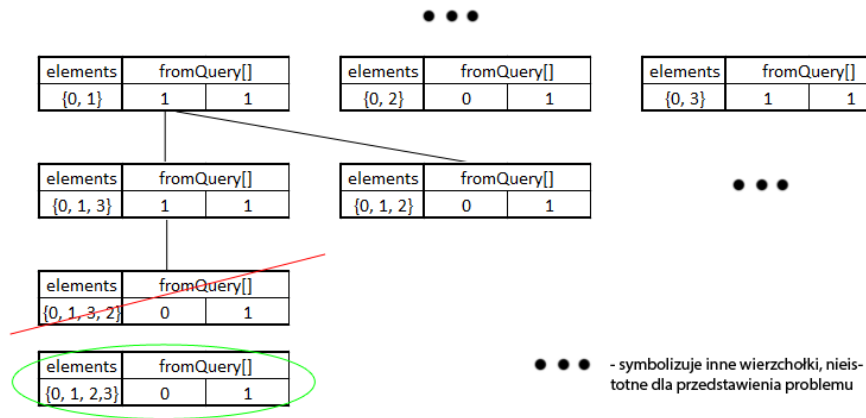 elements fromQuery[] elements fromQuery[] elements fromQuery[]
{0, 1} 1 1 {0, 2} 0 1 {0, 3} 1 1
elements fromQuery[] elements fromQuery[]
{0, 1, 3} 1 1 {0, 1, 2} 0 1
elements fromQuery[]
{0, 1, 3, 2} 0 1
elements fromQuery[]
{0, 1, 2,3} 0 1
- symbolizuje inne wierzchołki, nieis-
totne dla przedstawienia problemu